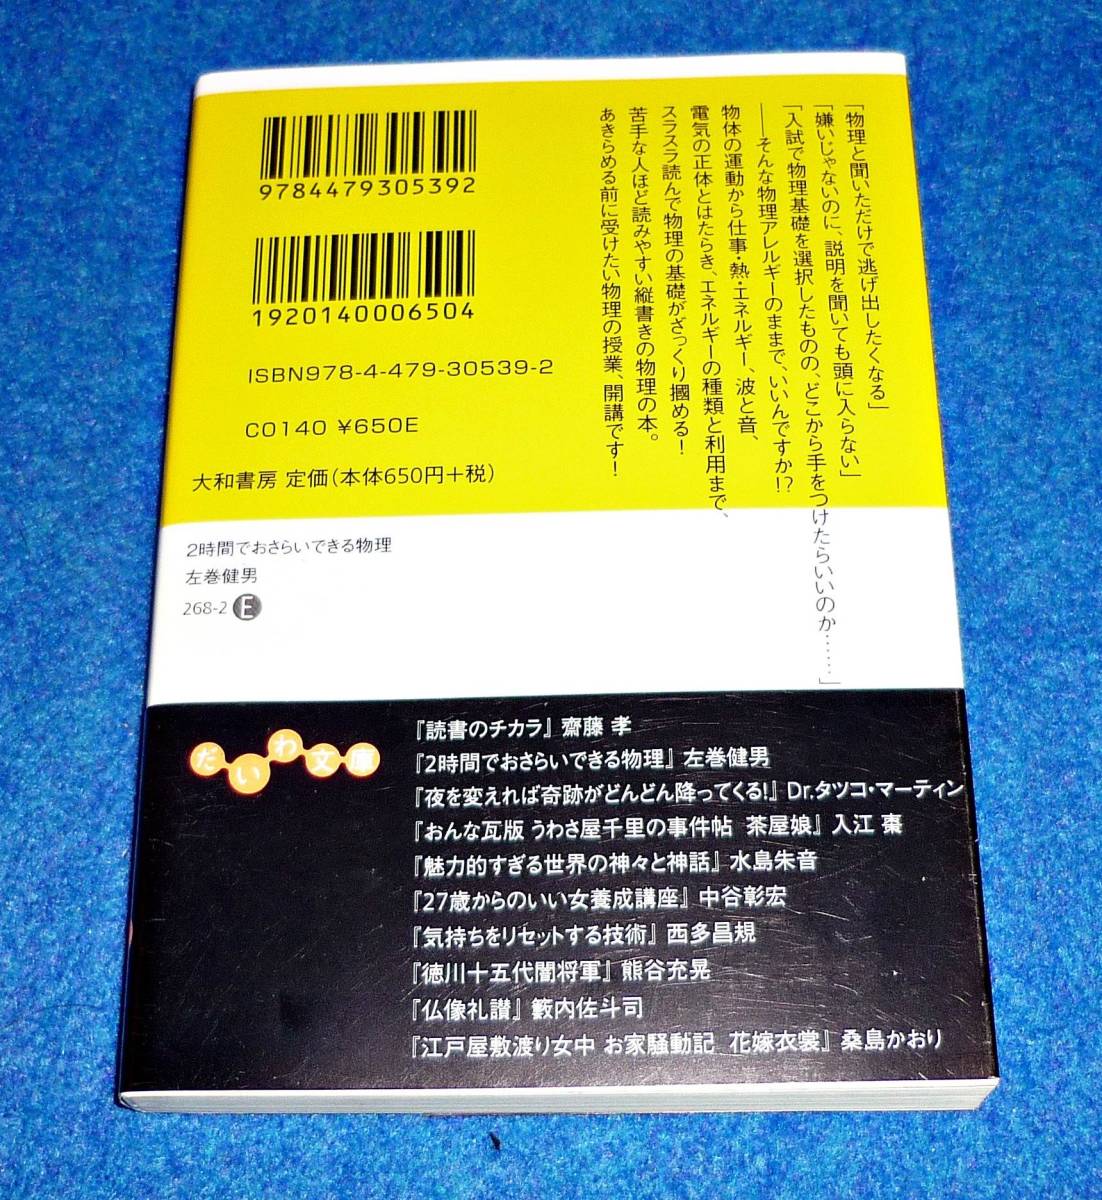 「物理と聞いただけで逃げ出したくなる」
「嫌いじゃないのに、説明を聞いても頭に入らない」
「入試で物理基礎を選択したものの、どこから手をつけたらいいのか……」
――そんな物理アレルギーのままで、いいんですか!?
物体の運動から仕事・熱・エネルギー、波と音、
電気の正体とはたらき、エネルギーの種類と利用まで、
スラスラ読んで物理の基礎がざっくり摑める！
苦手な人ほど読みやすい縦書きの物理の本。
あきらめる前に受けたい物理の授業、開講です！
9784479305392
1920140006504
ISBN978-4-479-30539-2
C0140 ¥650E
大和書房 定価(本体650円+税)
2時間でおさらいできる物理
左巻健男
268-2 E
だいわ文庫
『読書のチカラ』齋藤 孝
『2時間でおさらいできる物理』左巻健男
『夜を変えれば奇跡がどんどん降ってくる!』Dr.タツコ・マーティン
『おんな瓦版 うわさ屋千里の事件帖 茶屋娘』入江 棗
『魅力的すぎる世界の神々と神話』水島朱音
『27歳からのいい女養成講座』中谷彰宏
『気持ちをリセットする技術』西多昌規
『徳川十五代闇将軍』熊谷充晃
『仏像礼讃』籔内佐斗司
『江戸屋敷渡り女中 お家騒動記 花嫁衣裳』桑島かおり